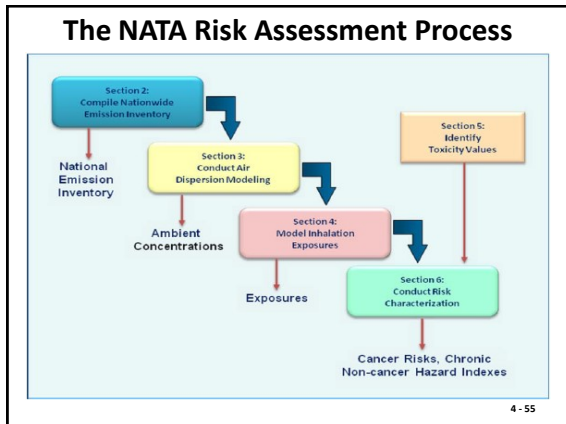 The NATA Risk Assessment Process
Section 2:
Compile Nationwide
Emission Inventory
National
Emission
Inventory
Section 3:
Conduct Air
Dispersion Modeling
Ambient
Concentrations
Section 4:
Model Inhalation
Exposures
Exposures
Section 5:
Identify
Toxicity Values
Section 6:
Conduct Risk
Characterization
Cancer Risks, Chronic
Non-cancer Hazard Indexes
4 - 55